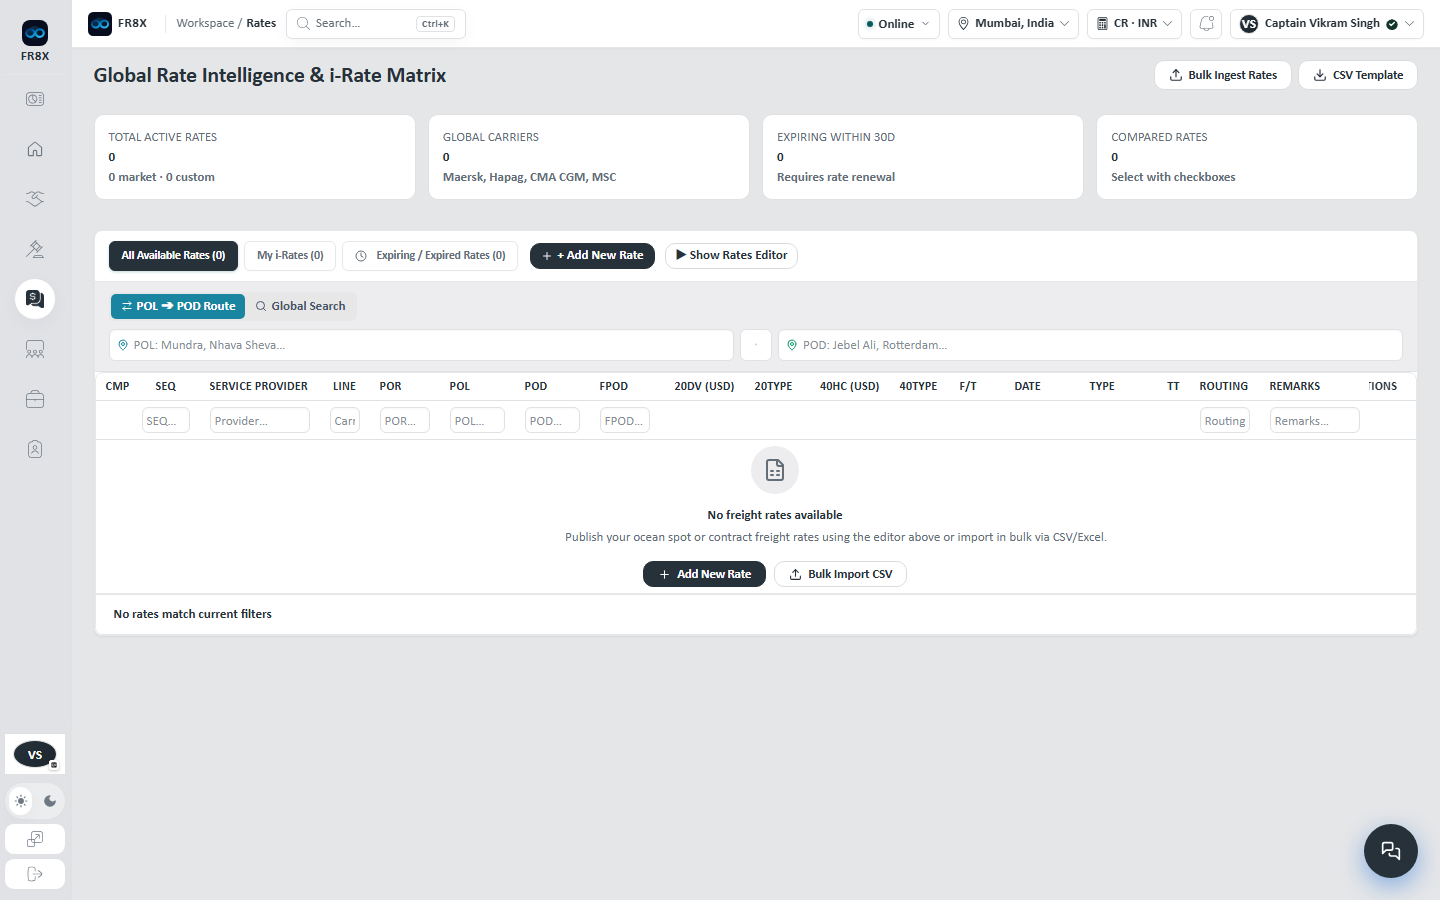 FR8X
FR8X
Workspace / Rates
Search...
Ctrl+K
Online
Mumbai, India
CR · INR
VS
Captain Vikram Singh
Global Rate Intelligence & i-Rate Matrix
Bulk Ingest Rates
CSV Template
TOTAL ACTIVE RATES
0
0 market · 0 custom
GLOBAL CARRIERS
0
Maersk, Hapag, CMA CGM, MSC
EXPIRING WITHIN 30D
0
Requires rate renewal
COMPARED RATES
0
Select with checkboxes
All Available Rates (0)
My i-Rates (0)
Expiring / Expired Rates (0)
+ + Add New Rate
▶ Show Rates Editor
POL ➔ POD Route
Global Search
POL: Mundra, Nhava Sheva...
POD: Jebel Ali, Rotterdam...
CMP SEQ SERVICE PROVIDER LINE POR POL POD FPOD 20DV (USD) 20TYPE 40HC (USD) 40TYPE F/T DATE TYPE TT ROUTING REMARKS TIONS
SEQ... Provider... Carr POR... POL... POD... FPOD... Routing Remarks...
No freight rates available
Publish your ocean spot or contract freight rates using the editor above or import in bulk via CSV/Excel.
+ Add New Rate
Bulk Import CSV
No rates match current filters
VS